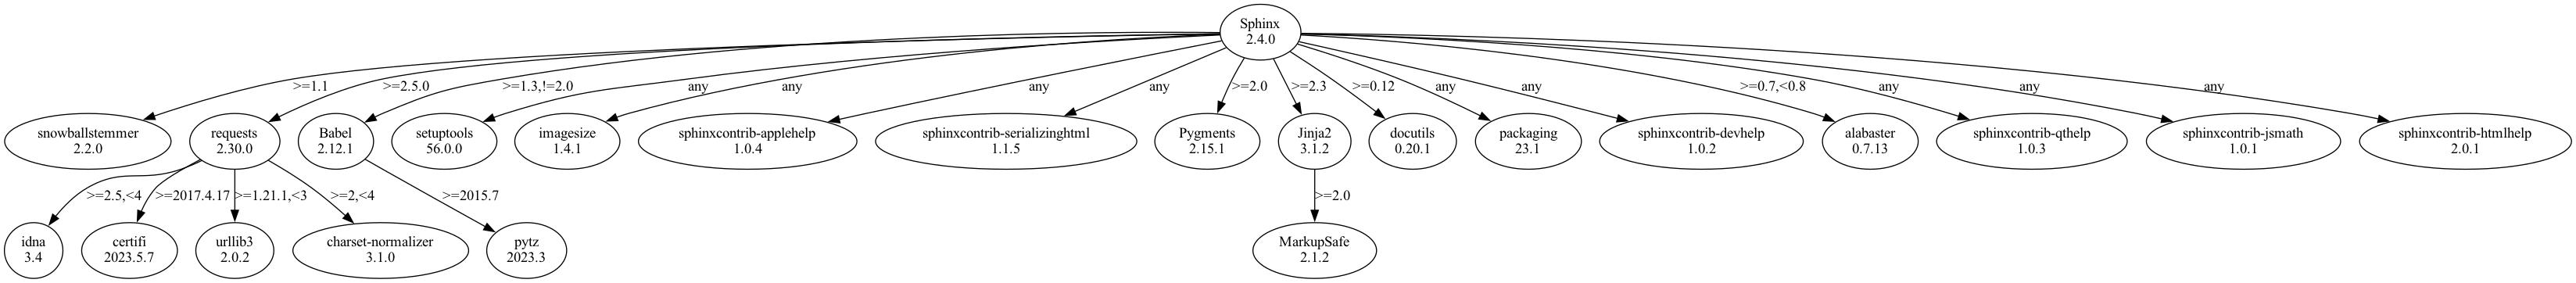 Sphinx
2.4.0
>=1.1
>=2.5.0
>=1.3,!=2.0
any
any
any
any
>=2.0
>=2.3
>=0.12
any
any
>=0.7,<0.8
any
any
any
snowballstemmer
2.2.0
requests
2.30.0
Babel
2.12.1
setuptools
56.0.0
imagesize
1.4.1
sphinxcontrib-applehelp
1.0.4
sphinxcontrib-serializinghtml
1.1.5
Pygments
2.15.1
Jinja2
3.1.2
docutils
0.20.1
packaging
23.1
sphinxcontrib-devhelp
1.0.2
alabaster
0.7.13
sphinxcontrib-qthelp
1.0.3
sphinxcontrib-jsmath
1.0.1
sphinxcontrib-htmlhelp
2.0.1
>=2.5,<4
>=2017.4.17
>=1.21.1,<3
>=2,<4
>=2015.7
>=2.0
idna
3.4
certifi
2023.5.7
urllib3
2.0.2
charset-normalizer
3.1.0
pytz
2023.3
MarkupSafe
2.1.2